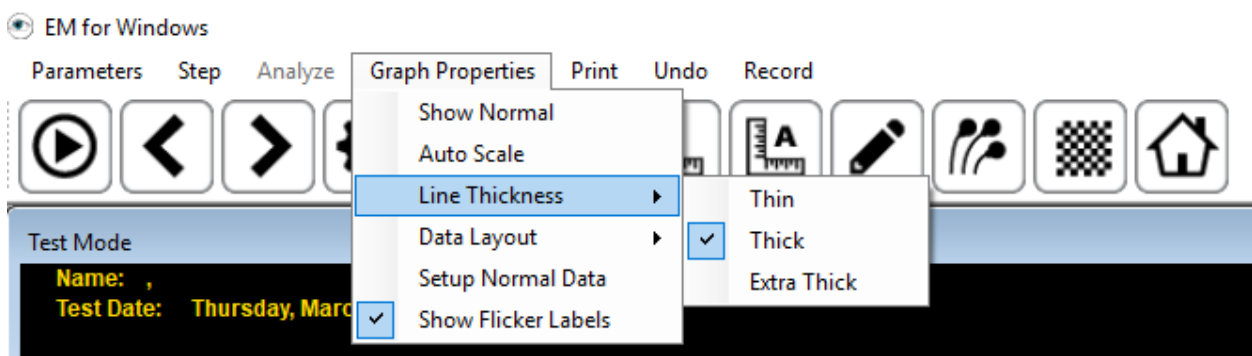 EM for Windows
Parameters Step Analyze Graph Properties Print Undo Record
Show Normal
Auto Scale
Line Thickness
Data Layout
Setup Normal Data
Show Flicker Labels
Thin
Thick
Extra Thick
A
Test Mode
Name: ,
Test Date: Thursday, Marc